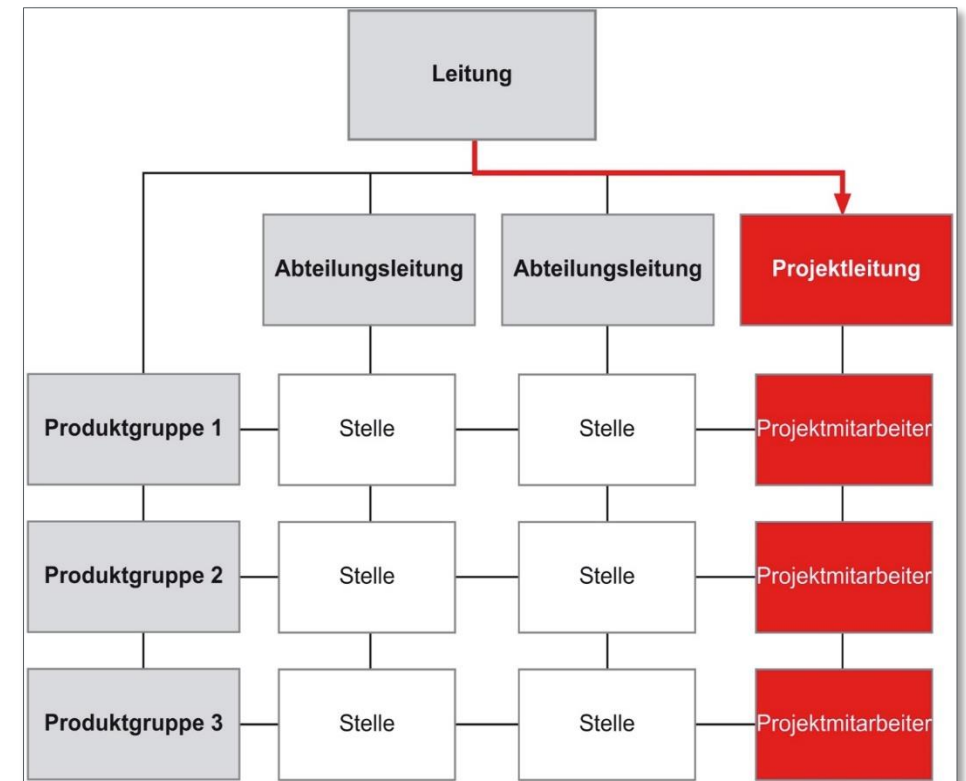 Leitung
Abteilungsleitung
Abteilungsleitung
Projektleitung
Produktgruppe 1
Stelle
Stelle
Projektmitarbeiter
Produktgruppe 2
Stelle
Stelle
Projektmitarbeiter
Produktgruppe 3
Stelle
Stelle
Projektmitarbeiter